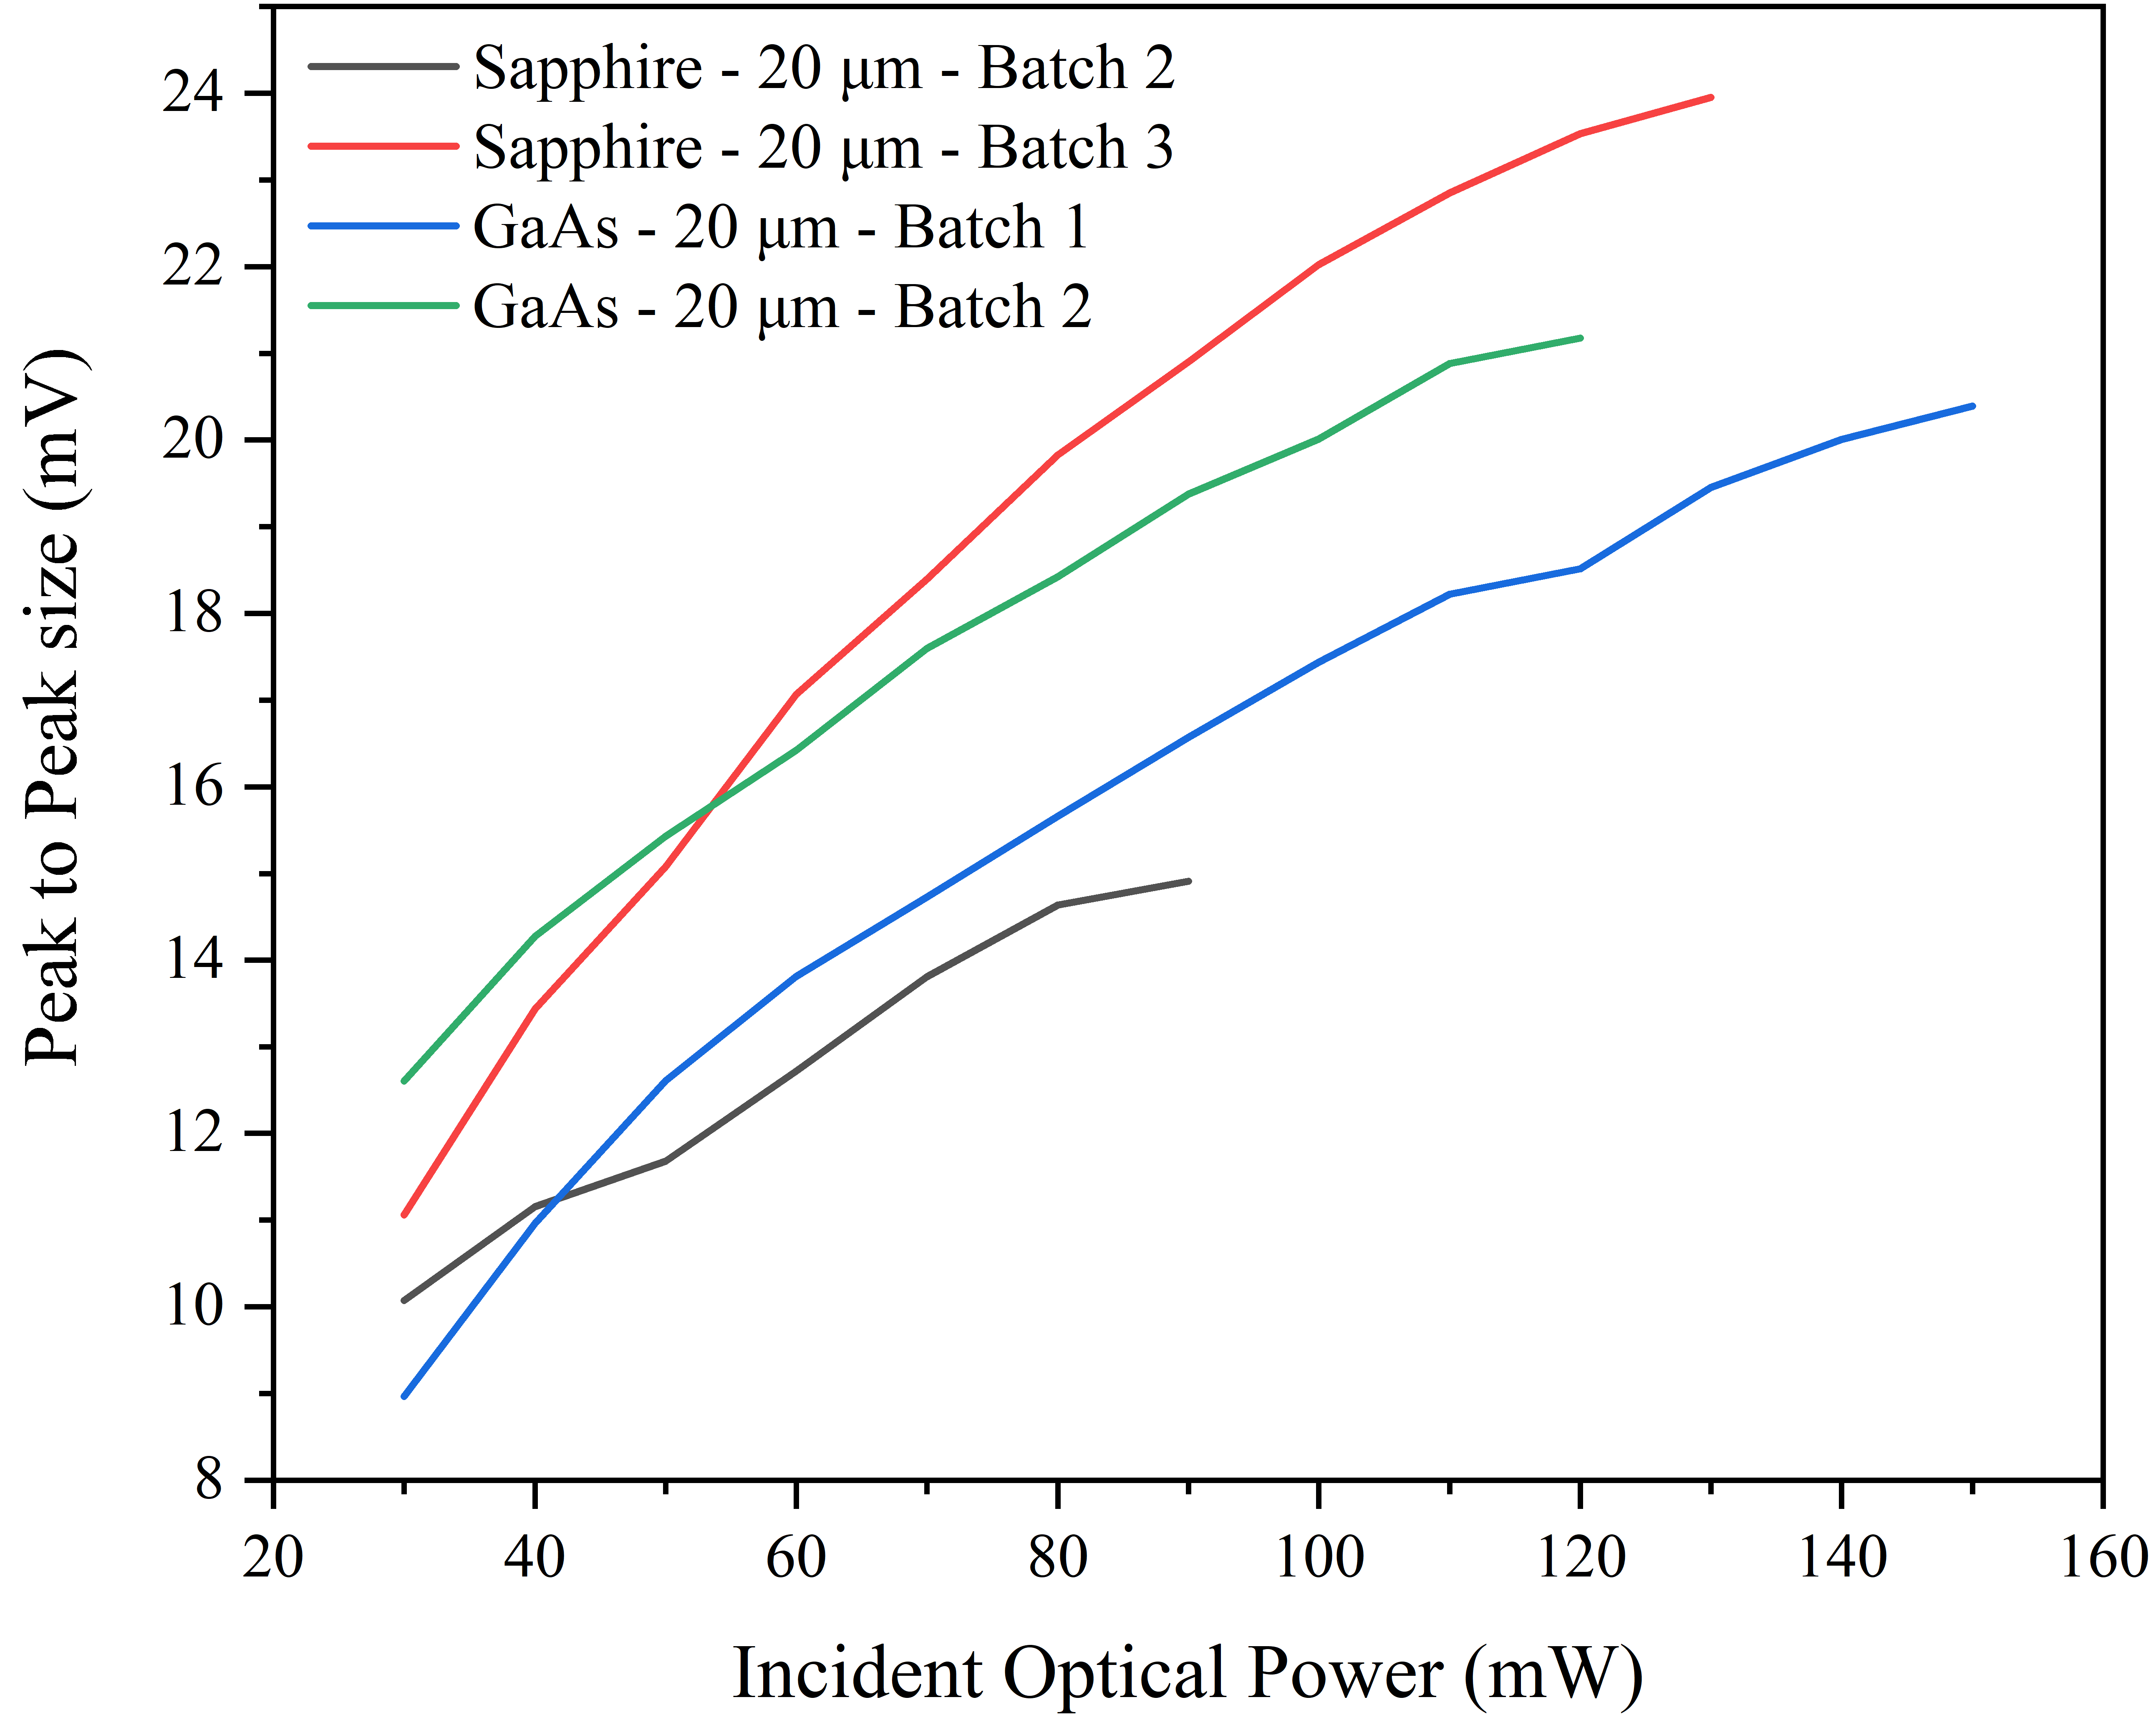 Sapphire - 20 μm - Batch 2
Sapphire - 20 μm - Batch 3
GaAs - 20 μm - Batch 1
GaAs - 20 μm - Batch 2
Peak to Peak size (mV)
24
22
20
18
16
14
12
10
8
20 40 60 80 100 120 140 160
Incident Optical Power (mW)